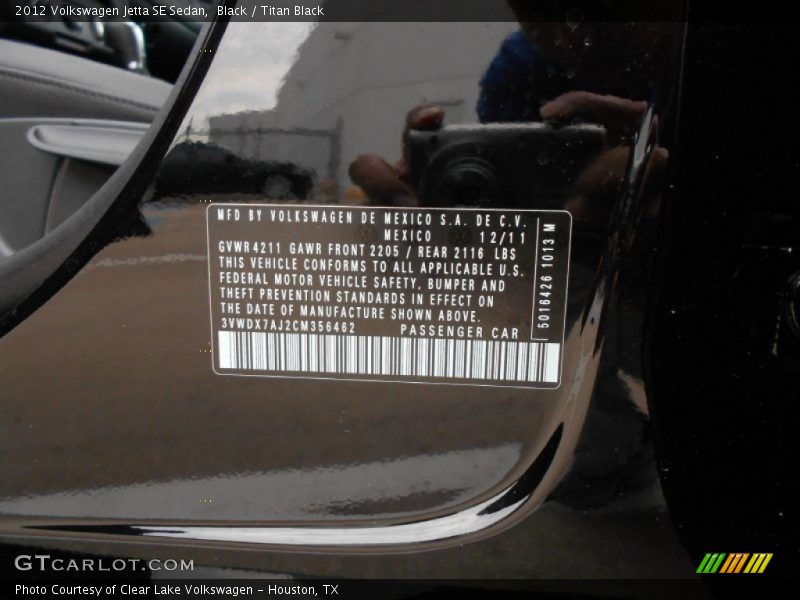 2012 Volkswagen Jetta SE Sedan,  Black / Titan Black
MFD BY VOLKSWAGEN DE MEXICO S.A. DE C.V.
MEXICO 12/11
GVWR 4211 GAWR FRONT 2205 / REAR 2116 LBS
THIS VEHICLE CONFORMS TO ALL APPLICABLE U.S.
FEDERAL MOTOR VEHICLE SAFETY, BUMPER AND
THEFT PREVENTION STANDARDS IN EFFECT ON
THE DATE OF MANUFACTURE SHOWN ABOVE.
3VWDX7AJ2CM356462 PASSENGER CAR
5016426 1013 M
GTCARLOT.COM
Photo Courtesy of Clear Lake Volkswagen - Houston, TX